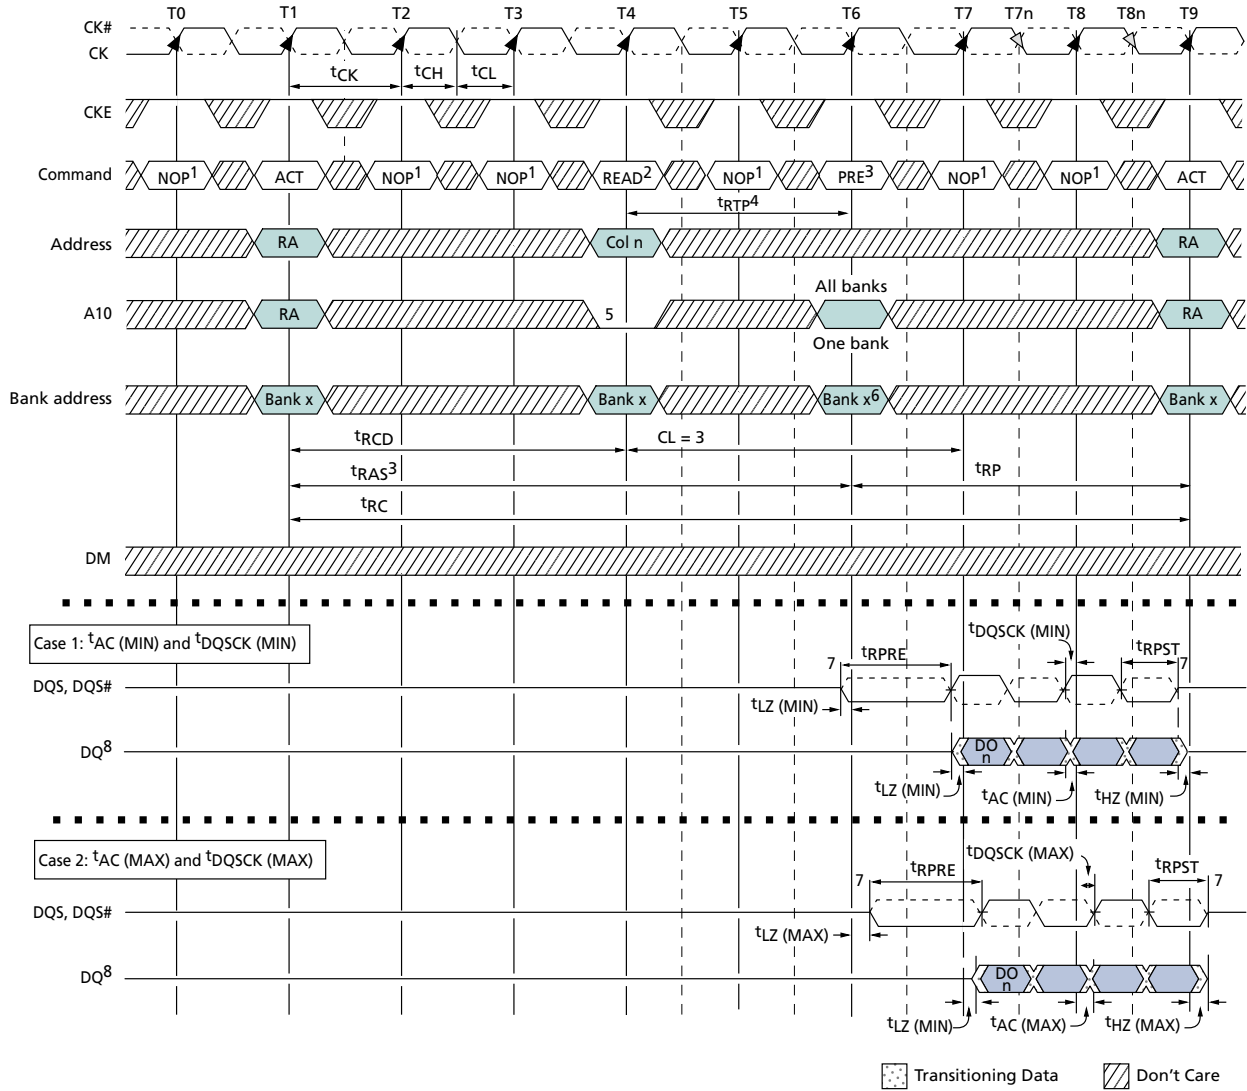 T0 T1 T2 T3 T4 T5 T6 T7 T7n T8 T8n T9
CK#
CK
tCK tCH tCL
CKE
Command NOP1 ACT NOP1 NOP1 READ2 NOP1 PRE3 NOP1 NOP1 ACT
tRTP4
Address RA Col n RA
All banks
A10 RA 5 RA
One bank
Bank address Bank x Bank x Bank x6 Bank x
tRCD CL = 3
tRAS3 tRP
tRC
DM
Case 1: tAC (MIN) and tDQSCK (MIN)
tDQSCK (MIN)
7 tRPRE tRPST 7
DQS, DQS#
tLZ (MIN)
DQ8 DO n
tLZ (MIN) tAC (MIN) tHZ (MIN)
Case 2: tAC (MAX) and tDQSCK (MAX)
tDQSCK (MAX)
7 tRPRE tRPST 7
DQS, DQS#
tLZ (MAX)
DQ8 DO n
tLZ (MIN) tAC (MAX) tHZ (MAX)
Transitioning Data Don't Care